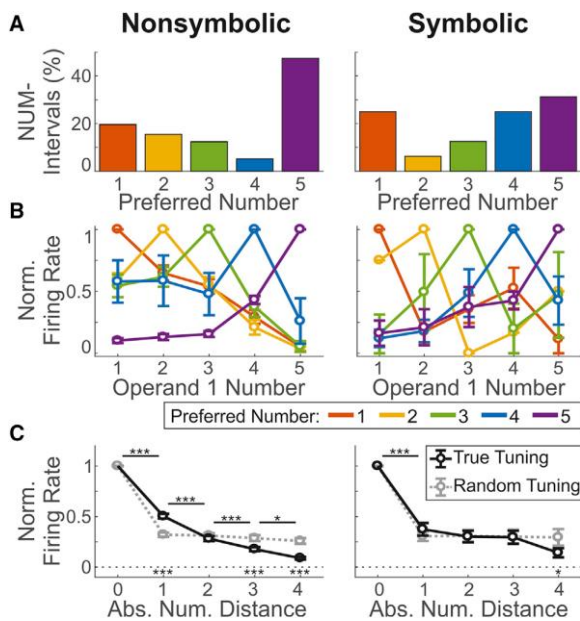 Nonsymbolic Symbolic
A
NUM-
Intervals (%)
40
20
0
1 2 3 4 5
Preferred Number
1 2 3 4 5
Preferred Number
B
Norm.
Firing Rate
1
0.5
0
1 2 3 4 5
Operand 1 Number
1 2 3 4 5
Operand 1 Number
Preferred Number: 1 2 3 4 5
C
Norm.
Firing Rate
1
0.5
0
*** *** *** *
*** *** ***
0 1 2 3 4
Abs. Num. Distance
***
True Tuning
Random Tuning
*
0 1 2 3 4
Abs. Num. Distance